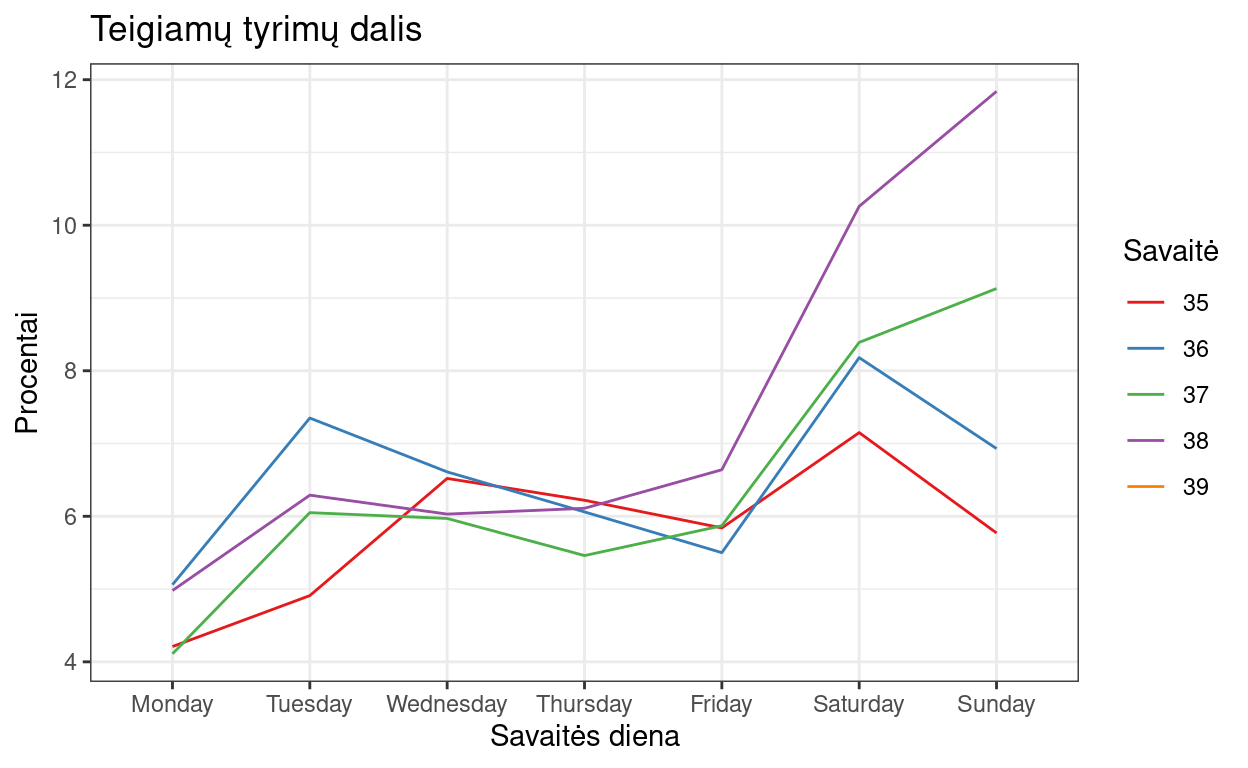 Teigiamų tyrimų dalis
Procentai
12
10
8
6
4
Monday Tuesday Wednesday Thursday Friday Saturday Sunday
Savaitės diena
Savaitė
35
36
37
38
39